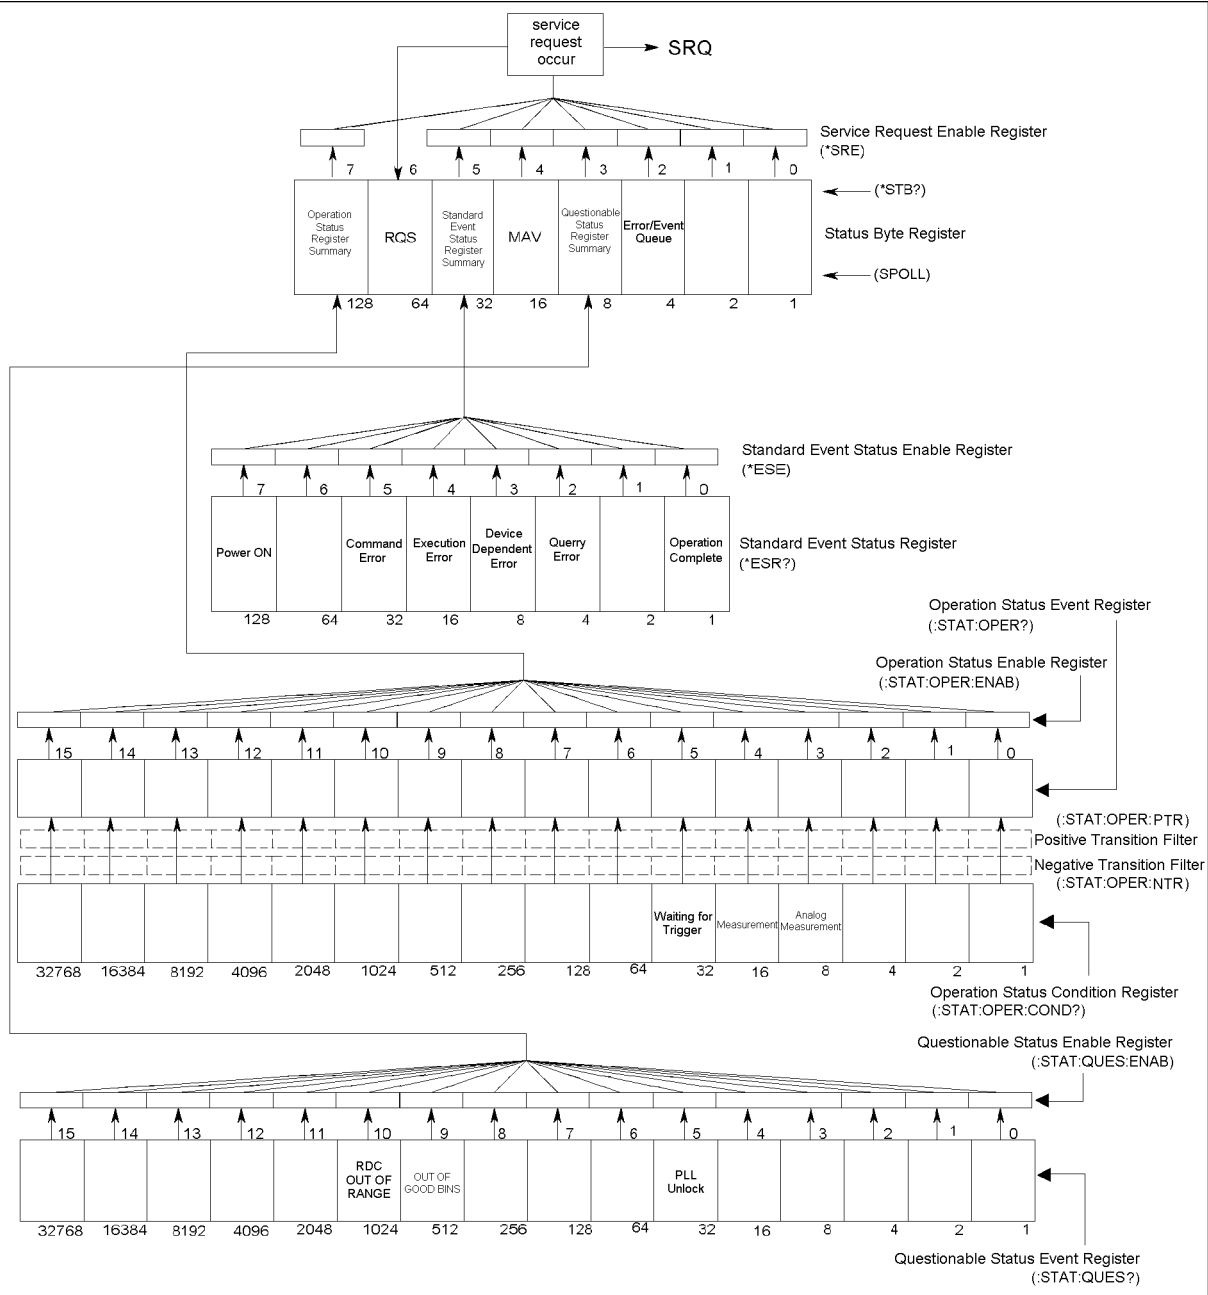 service
request
occur
SRQ
Service Request Enable Register
(*SRE)
7 6 5 4 3 2 1 0
(*STB?)
Operation
Status
Register
Summary
RQS
Standard
Event
Status
Register
Summary
MAV
Questionable
Status
Register
Summary
Error/Event
Queue
Status Byte Register
(SPOLL)
128 64 32 16 8 4 2 1
Standard Event Status Enable Register
(*ESE)
7 6 5 4 3 2 1 0
Power ON
Command
Error
Execution
Error
Device
Dependent
Error
Querry
Error
Operation
Complete
Standard Event Status Register
(*ESR?)
128 64 32 16 8 4 2 1
Operation Status Event Register
(:STAT:OPER?)
Operation Status Enable Register
(:STAT:OPER:ENAB)
15 14 13 12 11 10 9 8 7 6 5 4 3 2 1 0
(:STAT:OPER:PTR)
Positive Transition Filter
Negative Transition Filter
(:STAT:OPER:NTR)
Waiting for
Trigger
Measurement
Analog
Measurement
32768 16384 8192 4096 2048 1024 512 256 128 64 32 16 8 4 2 1
Operation Status Condition Register
(:STAT:OPER:COND?)
Questionable Status Enable Register
(:STAT:QUES:ENAB)
15 14 13 12 11 10 9 8 7 6 5 4 3 2 1 0
RDC
OUT OF
RANGE
OUT OF
GOOD BINS
PLL
Unlock
32768 16384 8192 4096 2048 1024 512 256 128 64 32 16 8 4 2 1
Questionable Status Event Register
(:STAT:QUES?)